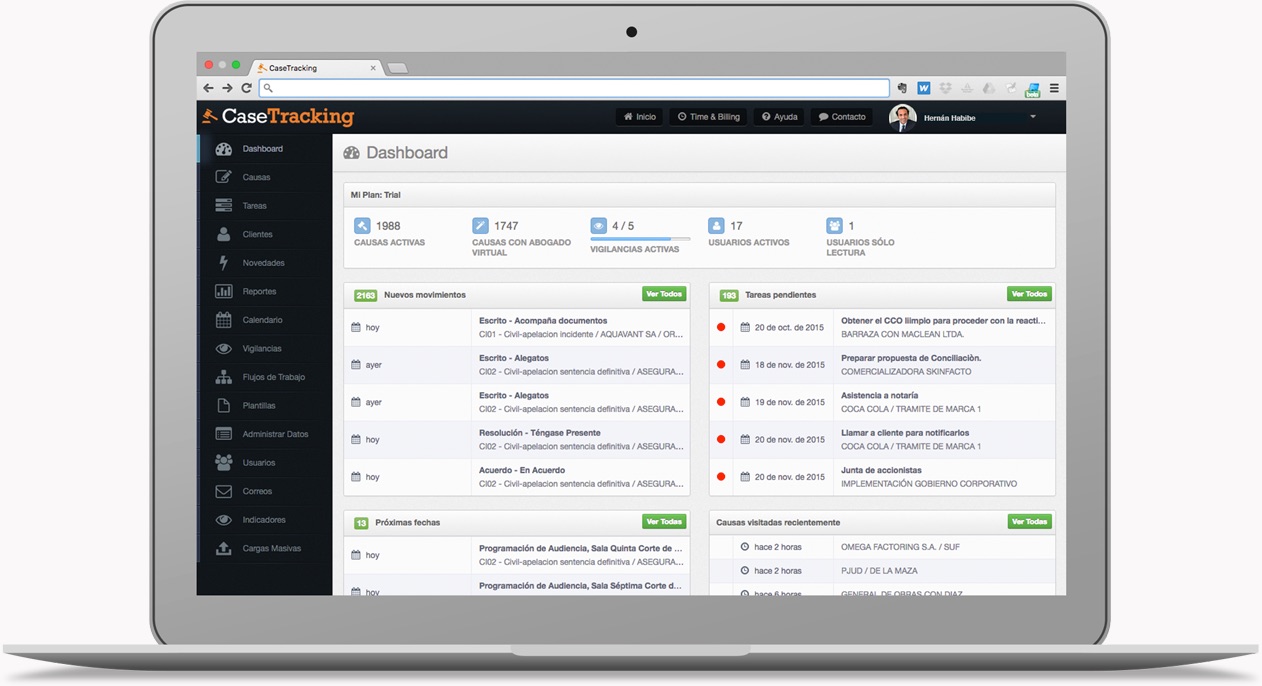 CaseTracking
W
beta
CaseTracking
Inicio
Time & Billing
Ayuda
Contacto
Hernán Habibe
Dashboard
Causas
Tareas
Clientes
Novedades
Reportes
Calendario
Vigilancias
Flujos de Trabajo
Plantillas
Administrar Datos
Usuarios
Correos
Indicadores
Cargas Masivas
Dashboard
Mi Plan: Trial
1988
CAUSAS ACTIVAS
1747
CAUSAS CON ABOGADO
VIRTUAL
4 / 5
VIGILANCIAS ACTIVAS
17
USUARIOS ACTIVOS
1
USUARIOS SÓLO
LECTURA
2163 Nuevos movimientos Ver Todos
hoy
Escrito - Acompaña documentos
CI01 - Civil-apelacion incidente / AQUAVANT SA / OR...
ayer
Escrito - Alegatos
CI02 - Civil-apelacion sentencia definitiva / ASEGURA...
ayer
Escrito - Alegatos
CI02 - Civil-apelacion sentencia definitiva / ASEGURA...
hoy
Resolución - Téngase Presente
CI02 - Civil-apelacion sentencia definitiva / ASEGURA...
hoy
Acuerdo - En Acuerdo
CI02 - Civil-apelacion sentencia definitiva / ASEGURA...
193 Tareas pendientes Ver Todos
20 de oct. de 2015
Obtener el CCO liimpio para proceder con la reacti...
BARRAZA CON MACLEAN LTDA.
18 de nov. de 2015
Preparar propuesta de Conciliaciòn.
COMERCIALIZADORA SKINFACTO
19 de nov. de 2015
Asistencia a notaría
COCA COLA / TRAMITE DE MARCA 1
20 de nov. de 2015
Llamar a cliente para notificarlos
COCA COLA / TRAMITE DE MARCA 1
20 de nov. de 2015
Junta de accionistas
IMPLEMENTACIÓN GOBIERNO CORPORATIVO
13 Próximas fechas Ver Todas
hoy
Programación de Audiencia, Sala Quinta Corte de ...
CI02 - Civil-apelacion sentencia definitiva / ASEGURA...
hoy
Programación de Audiencia, Sala Séptima Corte d...
Causas visitadas recientemente Ver Todas
hace 2 horas
OMEGA FACTORING S.A. / SUF
hace 2 horas
PJUD / DE LA MAZA
hace 6 horas
GENERAL DE OBRAS CON DIAZ